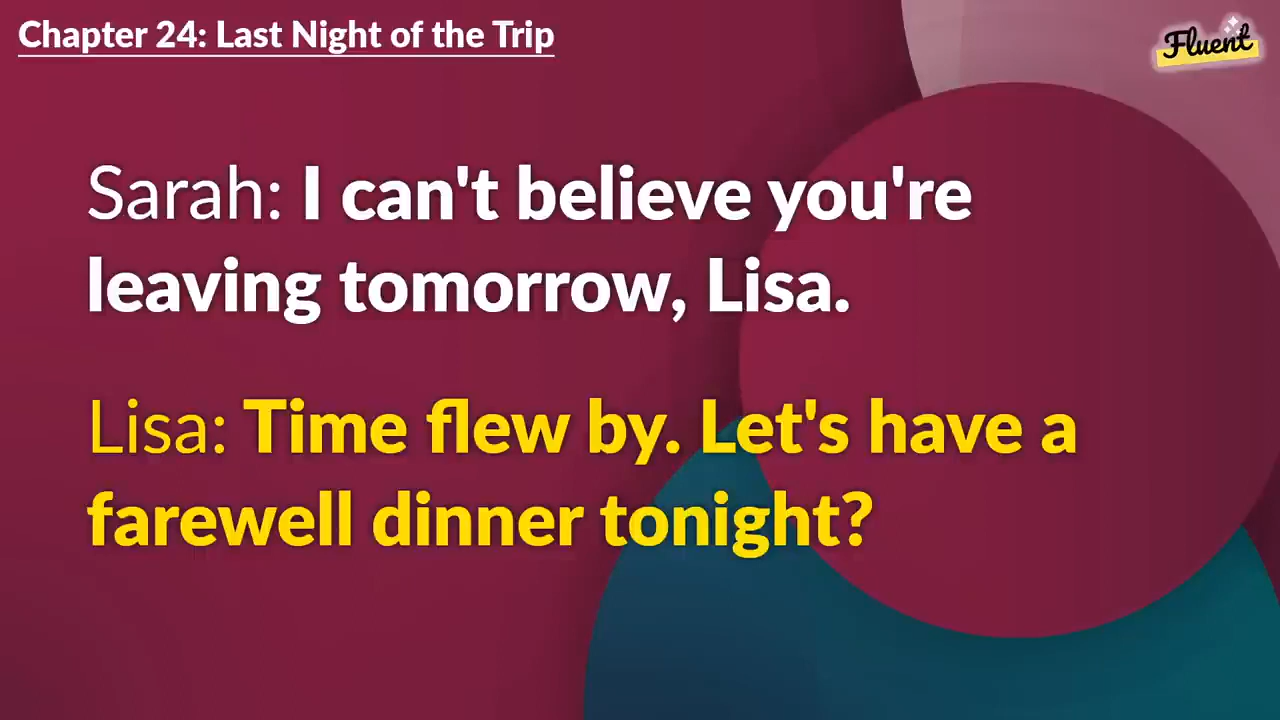 Chapter 24: Last Night of the Trip
Fluent
Sarah: I can't believe you're
leaving tomorrow, Lisa.
Lisa: Time flew by. Let's have a
farewell dinner tonight?